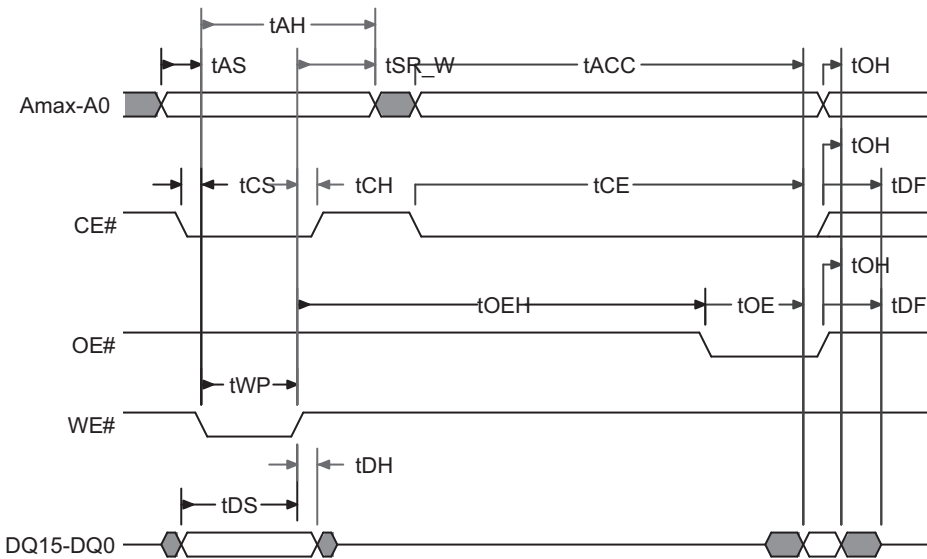 tAH
tAS tSR_W tACC tOH
Amax-A0
tOH
tCS tCH tCE tDF
CE#
tOH
tOEH tOE tDF
OE#
tWP
WE#
tDH
tDS
DQ15-DQ0